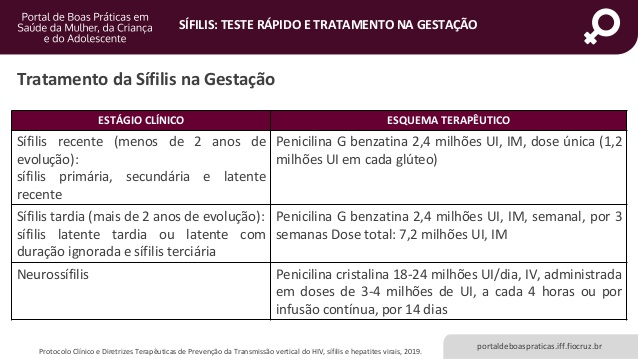 Portal de Boas Práticas em
Saúde da Mulher, da Criança
e do Adolescente
SÍFILIS: TESTE RÁPIDO E TRATAMENTO NA GESTAÇÃO
Tratamento da Sífilis na Gestação
ESTÁGIO CLÍNICO
ESQUEMA TERAPÊUTICO
Sífilis recente (menos de 2 anos de
evolução):
sífilis primária, secundária e latente
recente
Penicilina G benzatina 2,4 milhões UI, IM, dose única (1,2
milhões UI em cada glúteo)
Sífilis tardia (mais de 2 anos de evolução):
sífilis latente tardia ou latente com
duração ignorada e sífilis terciária
Penicilina G benzatina 2,4 milhões UI, IM, semanal, por 3
semanas Dose total: 7,2 milhões UI, IM
Neurossífilis
Penicilina cristalina 18-24 milhões UI/dia, IV, administrada
em doses de 3-4 milhões de UI, a cada 4 horas ou por
infusão contínua, por 14 dias
Protocolo Clínico e Diretrizes Terapêuticas de Prevenção da Transmissão vertical do HIV, sífilis e hepatites virais, 2019.
portaldeboaspraticas.iff.fiocruz.br